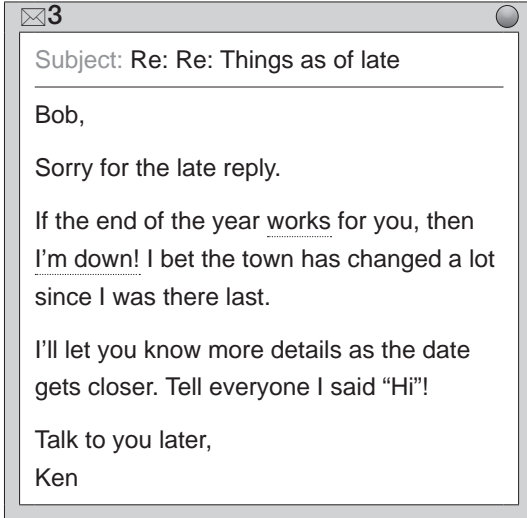 3
Subject: Re: Re: Things as of late
Bob,
Sorry for the late reply.
If the end of the year works for you, then
I’m down! I bet the town has changed a lot
since I was there last.
I’ll let you know more details as the date
gets closer. Tell everyone I said “Hi”!
Talk to you later,
Ken